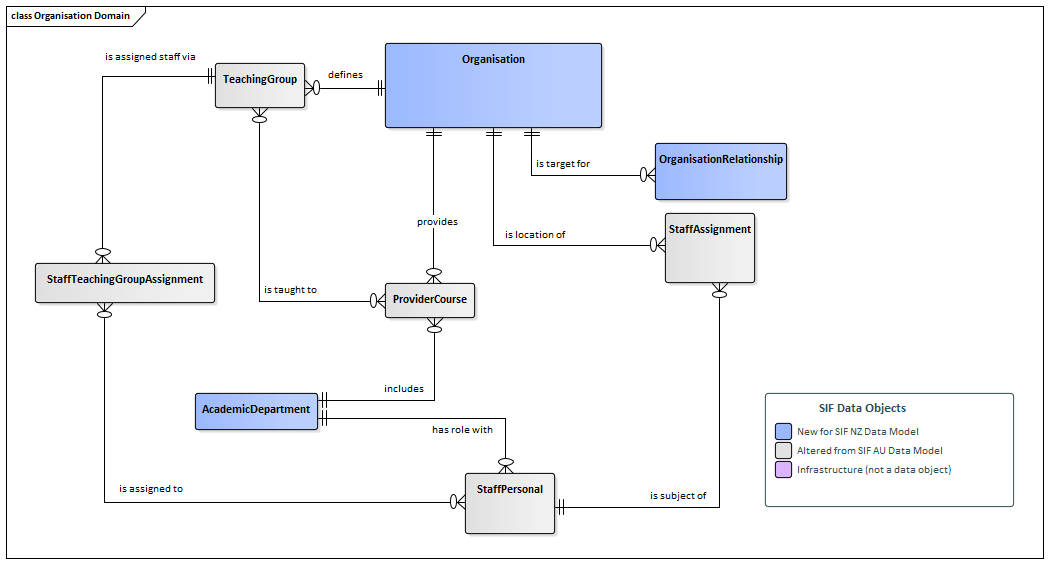 class Organisation Domain
is assigned staff via
TeachingGroup
defines
Organisation
is target for
OrganisationRelationship
provides
is location of
StaffAssignment
StaffTeachingGroupAssignment
is taught to
ProviderCourse
includes
AcademicDepartment
has role with
is assigned to
StaffPersonal
is subject of
SIF Data Objects
New for SIF NZ Data Model
Altered from SIF AU Data Model
Infrastructure (not a data object)